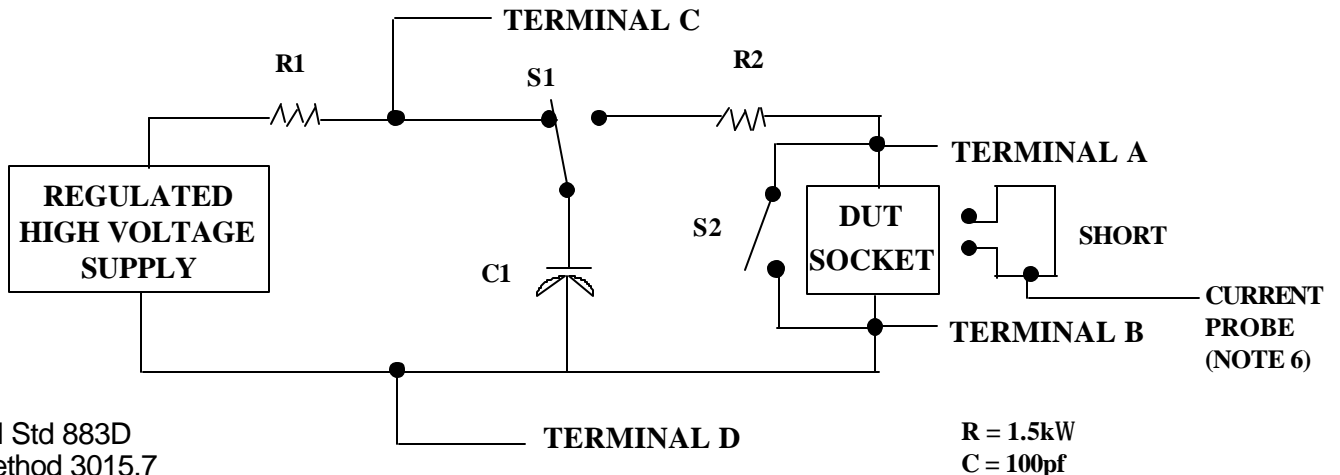 TERMINAL C
R1
S1
R2
TERMINAL A
REGULATED
HIGH VOLTAGE
SUPPLY
C1
S2
DUT
SOCKET
SHORT
TERMINAL B
CURRENT
PROBE
(NOTE 6)
Std 883D
3015.7
TERMINAL D
R = 1.5kW
C = 100pf